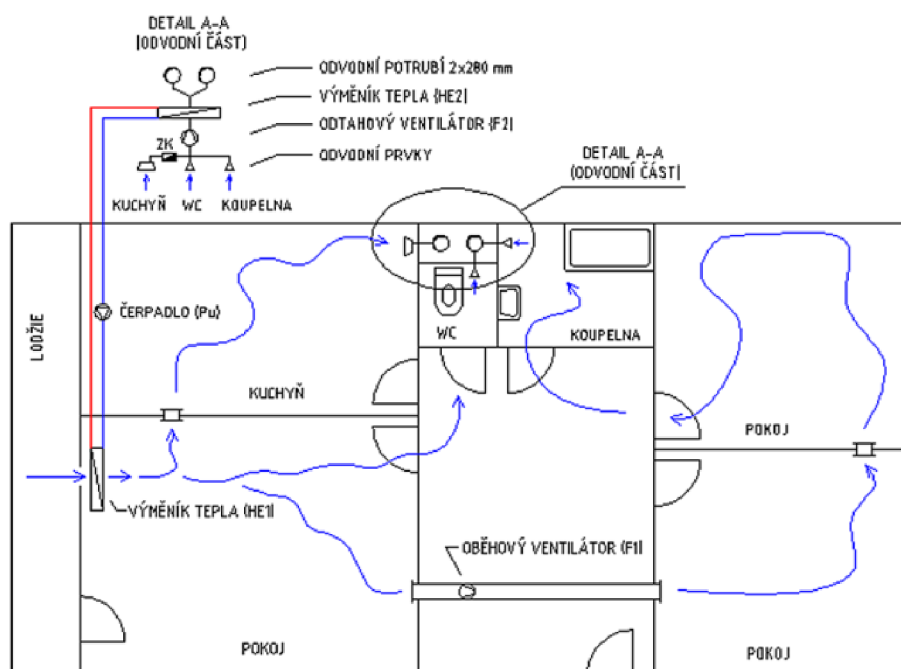 DETAIL A-A
(ODVODNÍ ČÁST)
ODVODNÍ POTRUBÍ 2x280 mm
VÝMĚNÍK TEPLA (HE2)
ODTAHOVÝ VENTILÁTOR (F2)
ZK
ODVODNÍ PRVKY
KUCHYŇ
WC
KOUPELNA
DETAIL A-A
(ODVODNÍ ČÁST)
LODŽIE
ČERPADLO (Pu)
WC
KOUPELNA
KUCHYŇ
POKOJ
VÝMĚNÍK TEPLA (HE1)
OBĚHOVÝ VENTILÁTOR (F1)
POKOJ
POKOJ